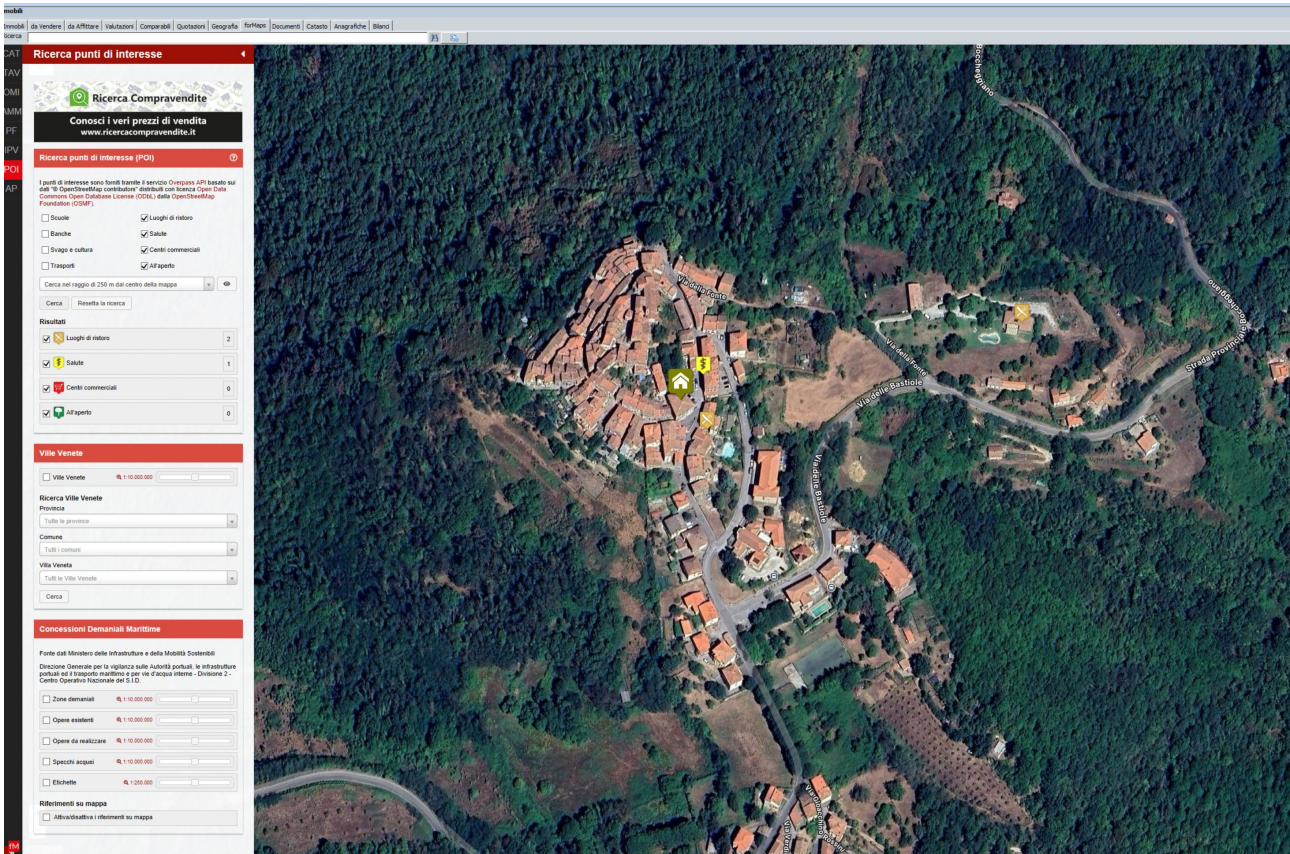 mobili
Immobili da Vendere da Affittare Valutazioni Comparabili Quotazioni Geografia forMaps Documenti Catasto Anagrafiche Bilanci
Ricerca
CAT
TAV
OMI
AMM
PF
IPV
POI
AP
Ricerca punti di interesse
Ricerca Compravendite
Conosci i veri prezzi di vendita
www.ricercacompravendite.it
Ricerca punti di interesse (POI)
I punti di interesse sono forniti tramite il servizio Overpass API basato sui
dati "© OpenStreetMap contributors" distribuiti con licenza Open Data
Commons Open Database License (ODbL) dalla OpenStreetMap
Foundation (OSMF).
Scuole Luoghi di ristoro
Banche Salute
Svago e cultura Centri commerciali
Trasporti All'aperto
Cerca nel raggio di 250 m dal centro della mappa
Cerca Resetta la ricerca
Risultati
Luoghi di ristoro 2
Salute 1
Centri commerciali 0
All'aperto 0
Ville Venete
Ville Venete 1:10.000.000
Ricerca Ville Venete
Provincia
Tutte le province
Comune
Tutti i comuni
Villa Veneta
Tutti le Ville Venete
Cerca
Concessioni Demaniali Marittime
Fonte dati Ministero delle Infrastrutture e della Mobilità Sostenibili
Direzione Generale per la vigilanza sulle Autorità portuali, le infrastrutture
portuali ed il trasporto marittimo e per vie d'acqua interne - Divisione 2 -
Centro Operativo Nazionale del S.I.D.
Zone demaniali 1:10.000.000
Opere esistenti 1:10.000.000
Opere da realizzare 1:10.000.000
Specchi acquei 1:10.000.000
Etichette 1:250.000
Riferimenti su mappa
Attiva/disattiva i riferimenti su mappa
fM
Boccheggiano
Via della Fonte
Via della Fonte
Via delle Bastiole
Strada Provinciale Boccheggiano
Via delle Bastiole
Via Verdi